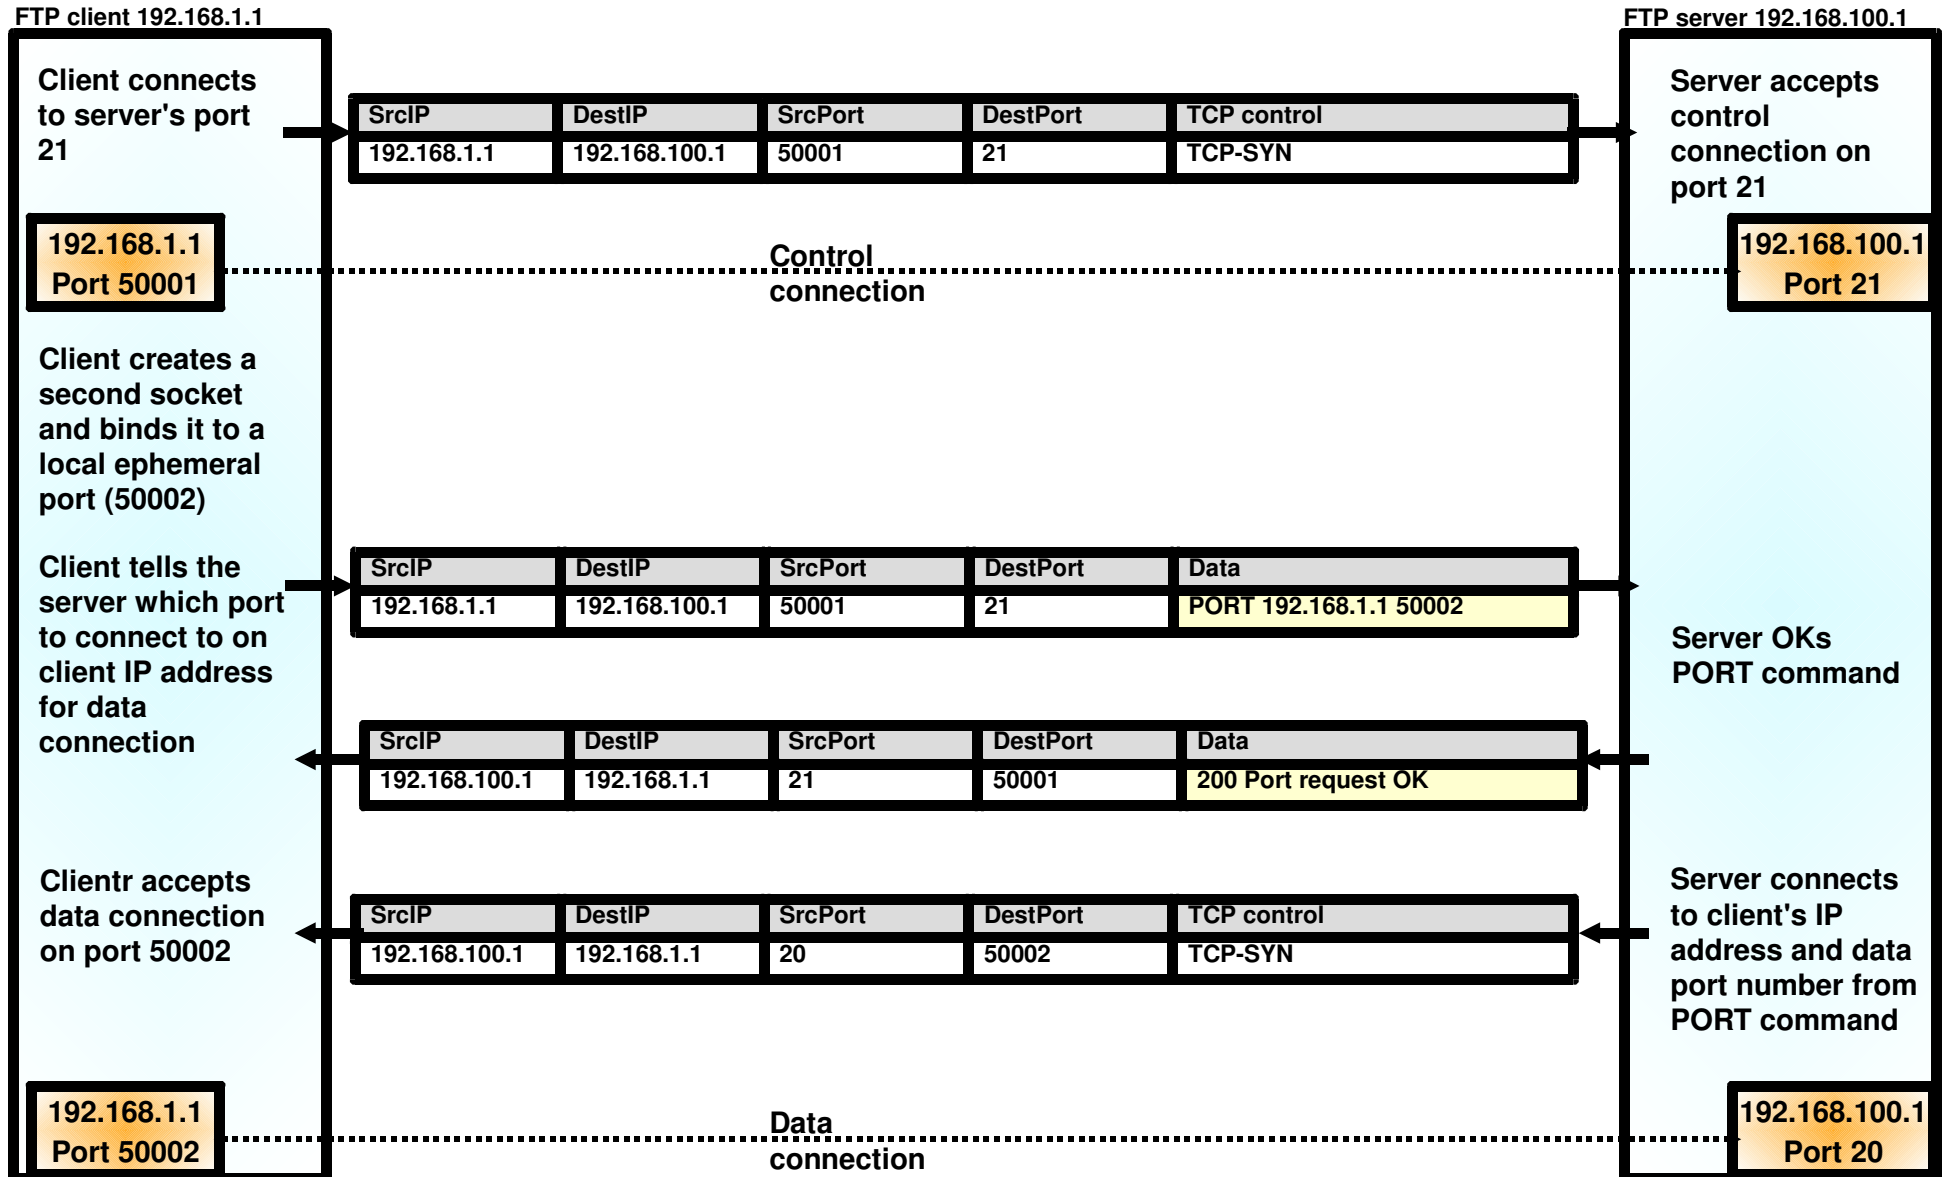 FTP client 192.168.1.1
FTP server 192.168.100.1
Client connects
to server's port
21
SrcIP DestIP SrcPort DestPort TCP control
192.168.1.1 192.168.100.1 50001 21 TCP-SYN
Server accepts
control
connection on
port 21
192.168.1.1
Port 50001
Control
connection
192.168.100.1
Port 21
Client creates a
second socket
and binds it to a
local ephemeral
port (50002)
Client tells the
server which port
to connect to on
client IP address
for data
connection
SrcIP DestIP SrcPort DestPort Data
192.168.1.1 192.168.100.1 50001 21 PORT 192.168.1.1 50002
Server OKs
PORT command
SrcIP DestIP SrcPort DestPort Data
192.168.100.1 192.168.1.1 21 50001 200 Port request OK
Clientr accepts
data connection
on port 50002
SrcIP DestIP SrcPort DestPort TCP control
192.168.100.1 192.168.1.1 20 50002 TCP-SYN
Server connects
to client's IP
address and data
port number from
PORT command
192.168.1.1
Port 50002
Data
connection
192.168.100.1
Port 20